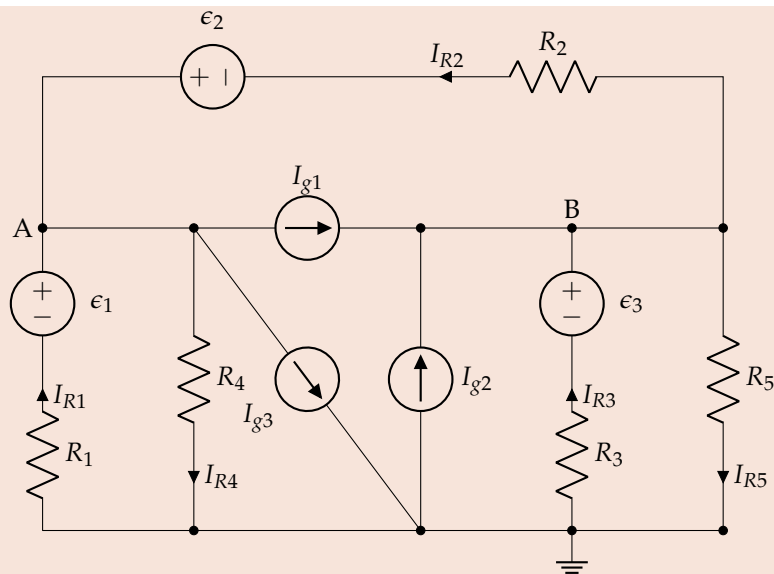 ϵ2
+ −
IR2
R2
A
Ig1
B
+
−
ϵ1
+
−
ϵ3
IR1
R4
Ig3
Ig2
IR3
R5
R1
IR4
R3
IR5